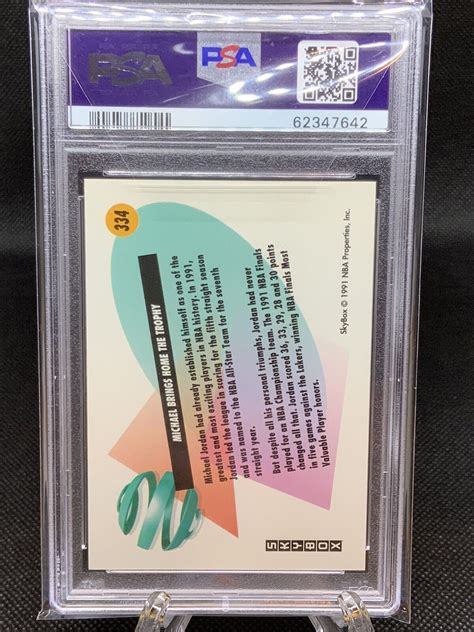 PSA
PSA
62347642
334
MICHAEL BRINGS HOME THE TROPHY
Michael Jordan had already established himself as one of the
greatest and most exciting players in NBA history. In 1991,
Jordan led the league in scoring for the fifth straight season
and was named to the NBA All-Star Team for the seventh
straight year.
But despite all his personal triumphs, Jordan had never
played for an NBA Championship team. The 1991 NBA Finals
changed all that. Jordan scored 36, 33, 29, 28 and 30 points
in five games against the Lakers, winning NBA Finals Most
Valuable Player honors.
SKYBOX
SkyBox © 1991 NBA Properties, Inc.